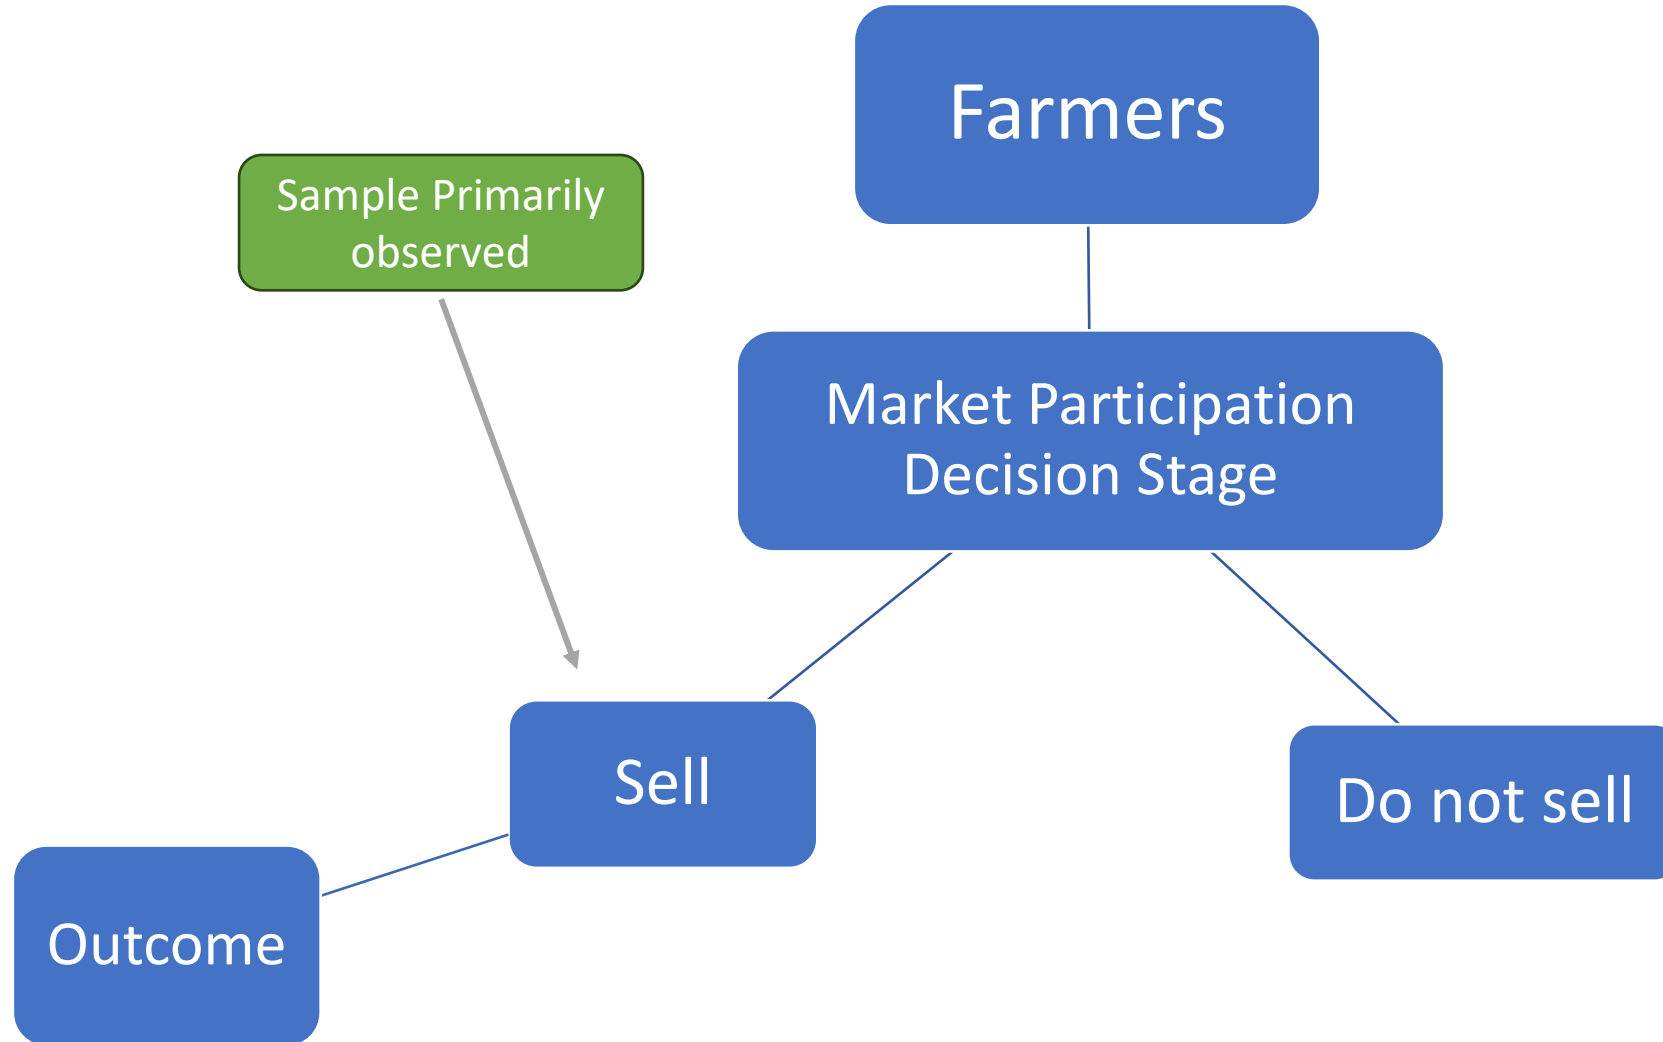 Farmers
Sample Primarily
observed
Market Participation
Decision Stage
Sell
Do not sell
Outcome